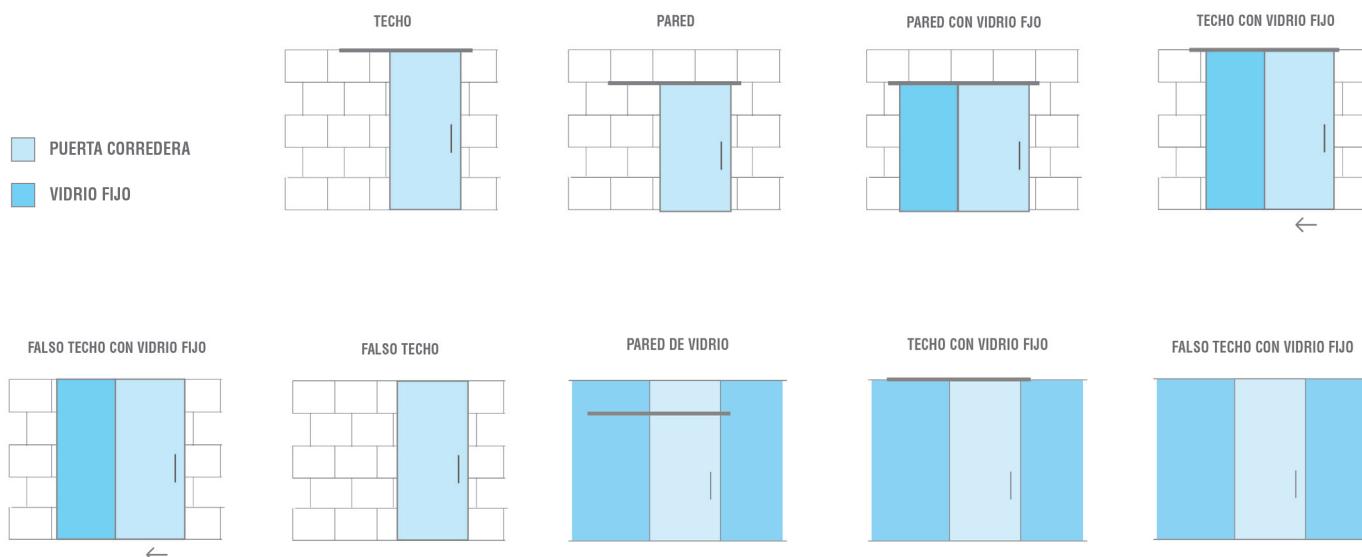 TECHO
PARED
PARED CON VIDRIO FJO
TECHO CON VIDRIO FIJO
PUERTA CORREDERA
VIDRIO FIJO
FALSO TECHO CON VIDRIO FIJO
FALSO TECHO
PARED DE VIDRIO
TECHO CON VIDRIO FIJO
FALSO TECHO CON VIDRIO FIJO